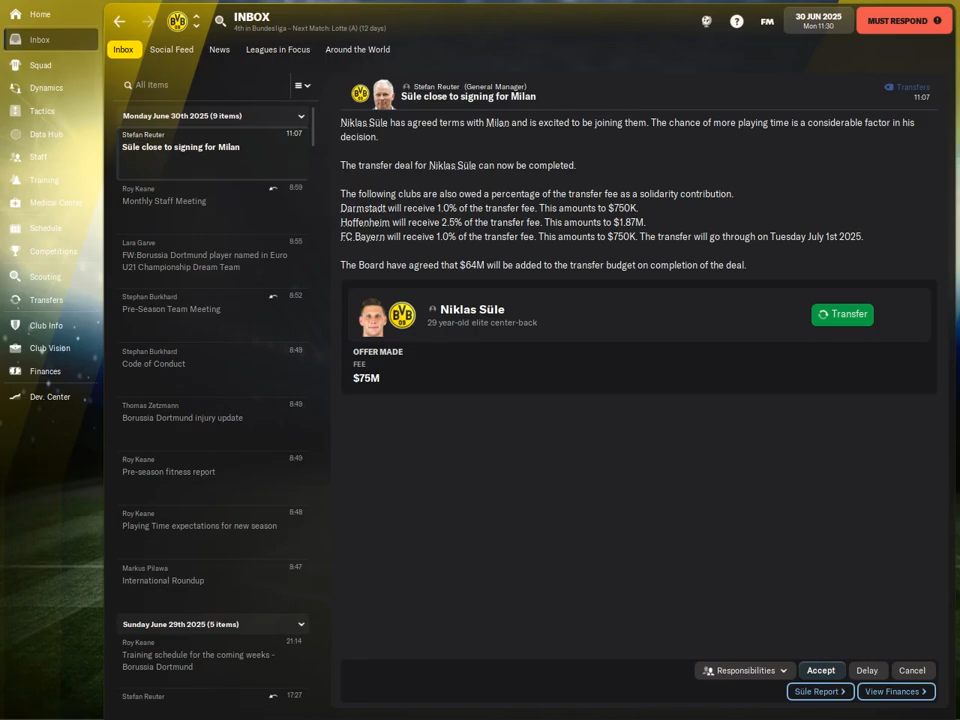 Home
Inbox
Squad
Dynamics
Tactics
Data Hub
Staff
Training
Medical Center
Schedule
Competitions
Scouting
Transfers
Club Info
Club Vision
Finances
Dev. Center
BVB
09
INBOX
4th in Bundesliga - Next Match: Lotte (A) (12 days)
?
FM
30 JUN 2025
Mon 11:30
MUST RESPOND
Inbox
Social Feed
News
Leagues in Focus
Around the World
All Items
Monday June 30th 2025 (9 items)
Stefan Reuter 11:07
Süle close to signing for Milan
Roy Keane 8:59
Monthly Staff Meeting
Lara Garve 8:55
FW:Borussia Dortmund player named in Euro
U21 Championship Dream Team
Stephan Burkhard 8:52
Pre-Season Team Meeting
Stephan Burkhard 8:49
Code of Conduct
Thomas Zetzmann 8:49
Borussia Dortmund injury update
Roy Keane 8:49
Pre-season fitness report
Roy Keane 8:48
Playing Time expectations for new season
Markus Pilawa 8:47
International Roundup
Sunday June 29th 2025 (5 items)
Roy Keane 21:14
Training schedule for the coming weeks -
Borussia Dortmund
Stefan Reuter 17:27
BVB
09
Stefan Reuter (General Manager)
Süle close to signing for Milan
Transfers
11:07
Niklas Süle has agreed terms with Milan and is excited to be joining them. The chance of more playing time is a considerable factor in his
decision.
The transfer deal for Niklas Süle can now be completed.
The following clubs are also owed a percentage of the transfer fee as a solidarity contribution.
Darmstadt will receive 1.0% of the transfer fee. This amounts to $750K.
Hoffenheim will receive 2.5% of the transfer fee. This amounts to $1.87M.
FC Bayern will receive 1.0% of the transfer fee. This amounts to $750K. The transfer will go through on Tuesday July 1st 2025.
The Board have agreed that $64M will be added to the transfer budget on completion of the deal.
BVB
09
Niklas Süle
29 year-old elite center-back
Transfer
OFFER MADE
FEE
$75M
Responsibilities
Accept
Delay
Cancel
Süle Report
View Finances